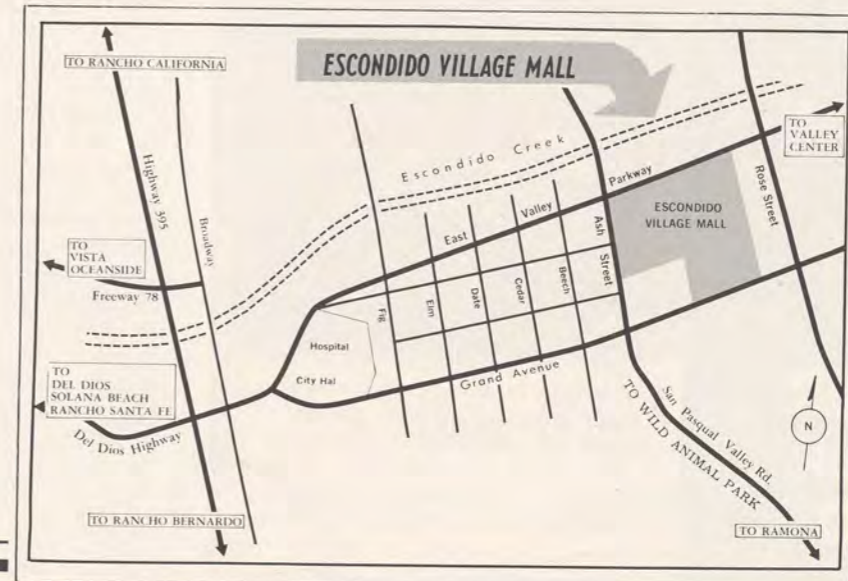 ESCONDIDO VILLAGE MALL
TO RANCHO CALIFORNIA
Highway 395
Broadway
Escondido Creek
TO
VALLEY
CENTER
East Valley Parkway
Rose Street
ESCONDIDO
VILLAGE MALL
Ash Street
TO
VISTA
OCEANSIDE
Freeway 78
Fig
Elm
Date
Cedar
Beech
Hospital
City Hal
Grand Avenue
TO
DEL DIOS
SOLANA BEACH
RANCHO SANTA FE
Del Dios Highway
San Pasqual Valley Rd.
TO WILD ANIMAL PARK
N
TO RANCHO BERNARDO
TO RAMONA